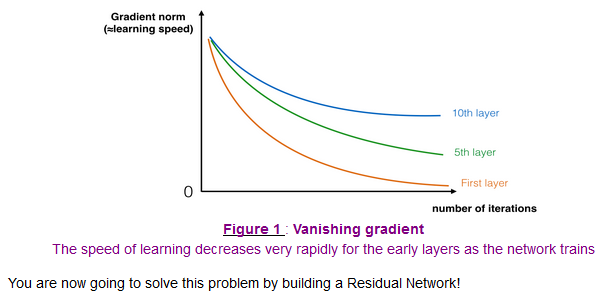 Gradient norm
(≈learning speed)
10th layer
5th layer
First layer
0
number of iterations
Figure 1 : Vanishing gradient
The speed of learning decreases very rapidly for the early layers as the network trains
You are now going to solve this problem by building a Residual Network!